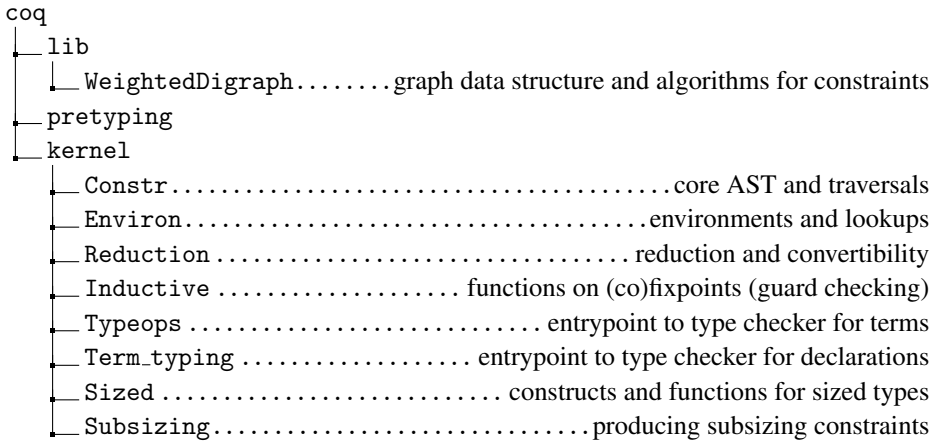 coq
lib
WeightedDigraph........graph data structure and algorithms for constraints
pretyping
kernel
Constr..........................................core AST and traversals
Environ.......................................environments and lookups
Reduction ................................... reduction and convertibility
Inductive .................... functions on (co)fixpoints (guard checking)
Typeops .............................. entrypoint to type checker for terms
Term_typing ................... entrypoint to type checker for declarations
Sized ............................ constructs and functions for sized types
Subsizing................................producing subsizing constraints